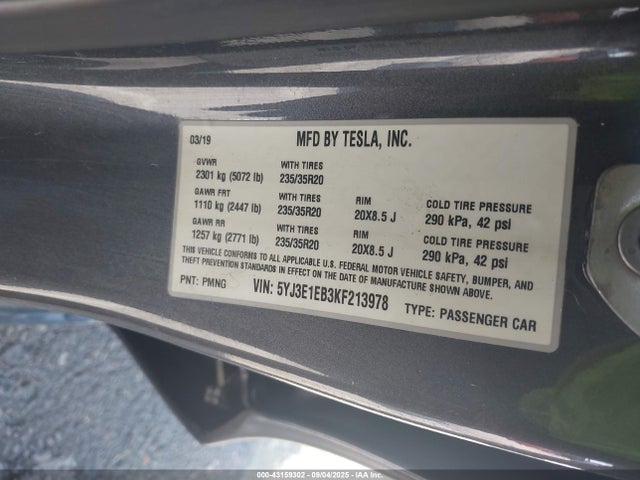 03/19 MFD BY TESLA, INC.
GVWR WITH TIRES
2301 kg (5072 lb) 235/35R20
GAWR FRT WITH TIRES RIM COLD TIRE PRESSURE
1110 kg (2447 lb) 235/35R20 20X8.5 J 290 kPa, 42 psi
GAWR RR WITH TIRES RIM COLD TIRE PRESSURE
1257 kg (2771 lb) 235/35R20 20X8.5 J 290 kPa, 42 psi
THIS VEHICLE CONFORMS TO ALL APPLICABLE U.S. FEDERAL MOTOR VEHICLE SAFETY, BUMPER, AND
THEFT PREVENTION STANDARDS IN EFFECT ON THE DATE OF MANUFACTURE SHOWN ABOVE.
PNT: PMNG VIN: 5YJ3E1EB3KF213978 TYPE: PASSENGER CAR
000-43159302 - 09/04/2025 - IAA Inc.